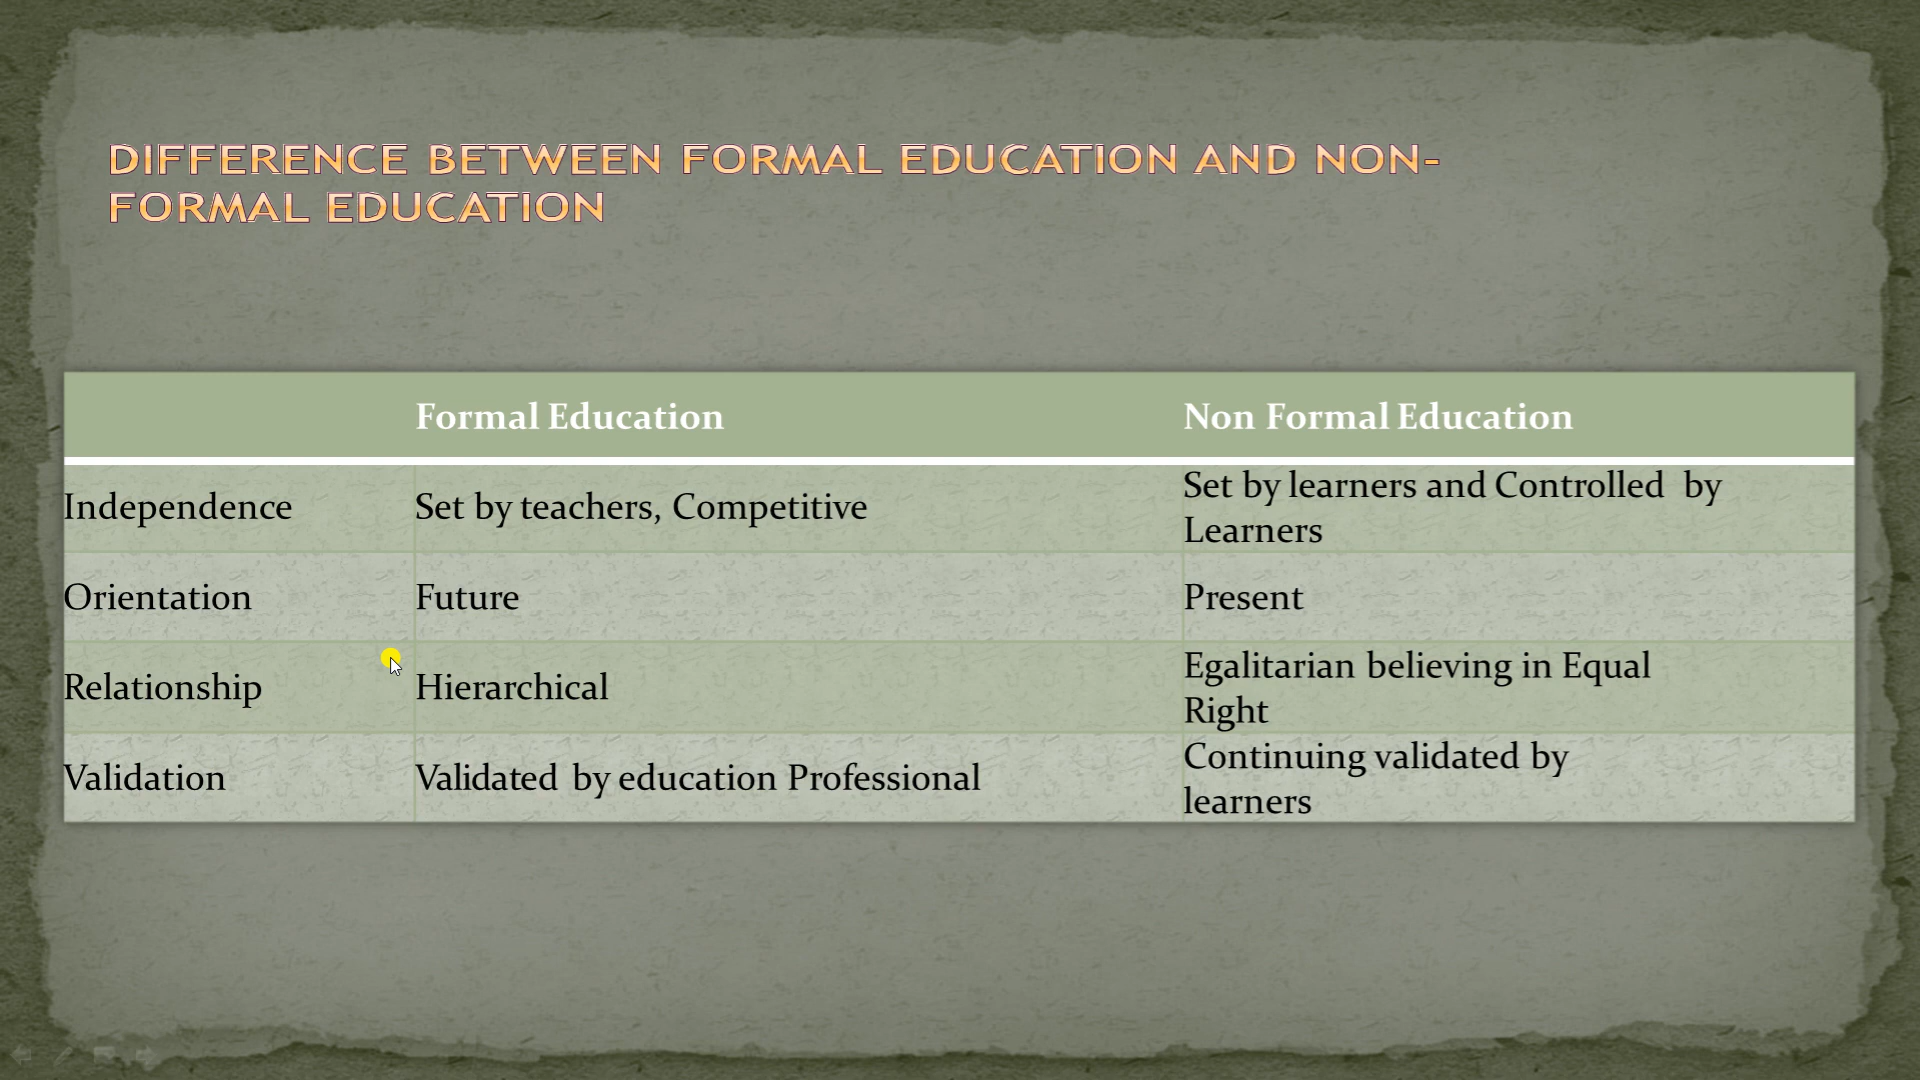 DIFFERENCE BETWEEN FORMAL EDUCATION AND NON-
FORMAL EDUCATION
Formal Education
Non Formal Education
Independence
Set by teachers, Competitive
Set by learners and Controlled by
Learners
Orientation
Future
Present
Relationship
Hierarchical
Egalitarian believing in Equal
Right
Validation
Validated by education Professional
Continuing validated by
learners